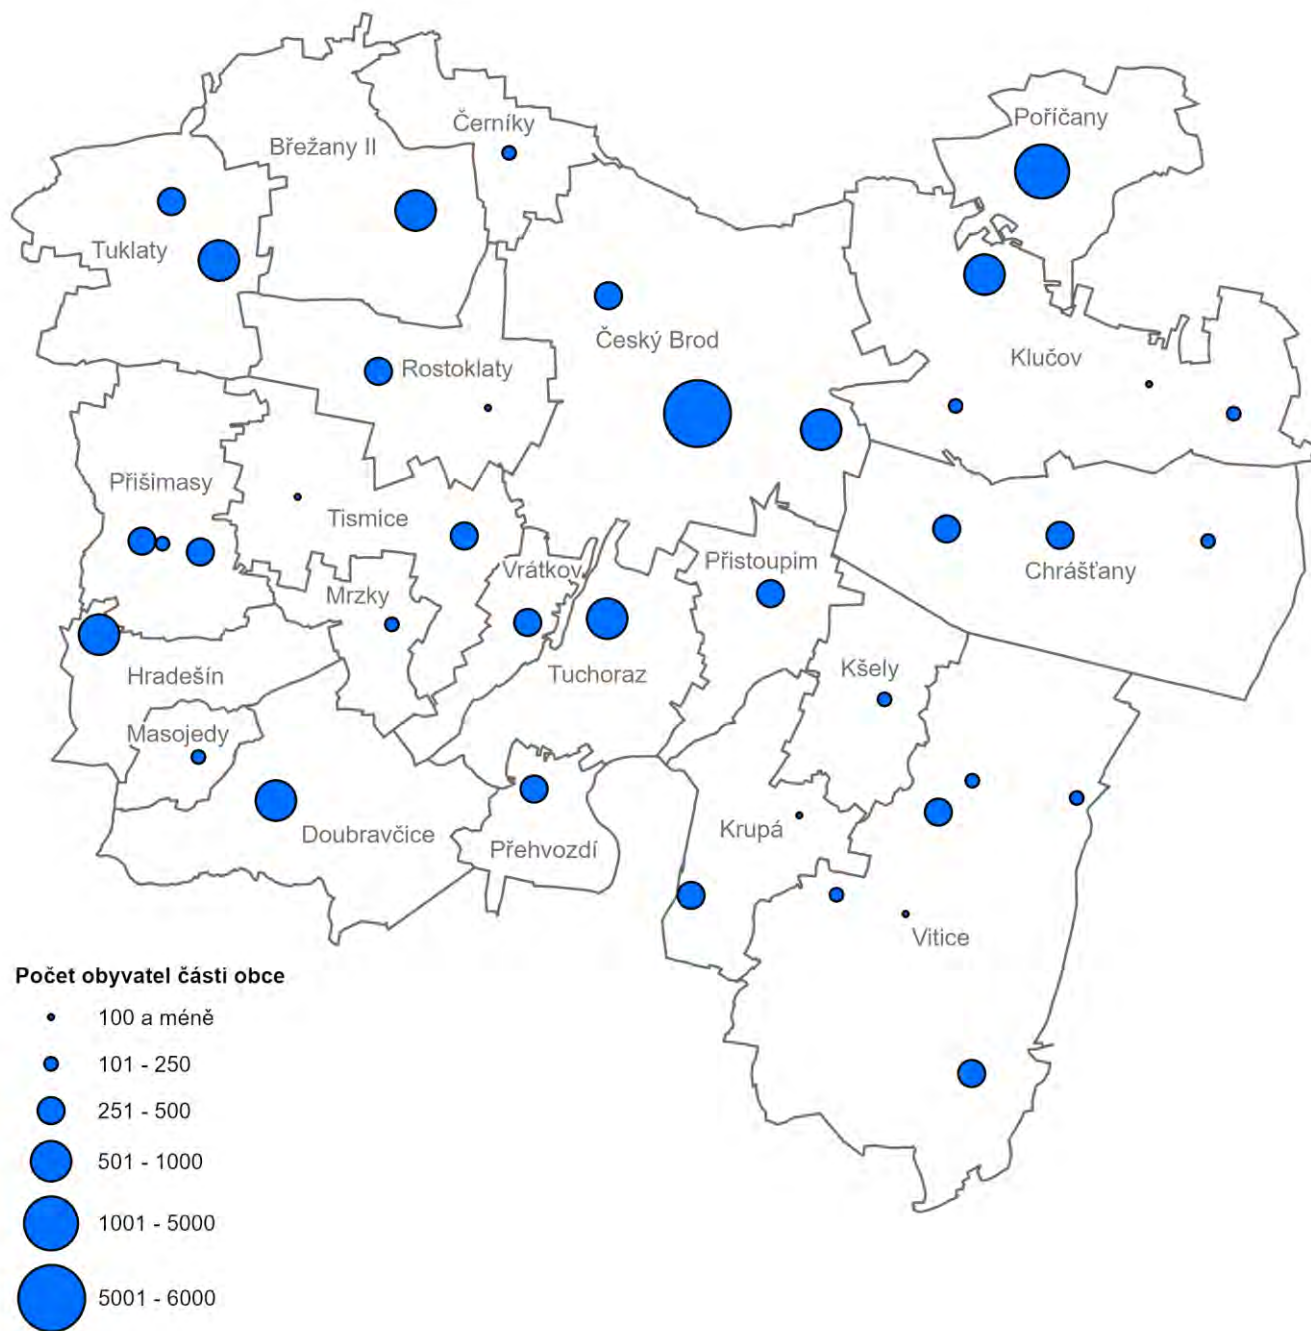 Černíky
Poříčany
Břežany II
Tuklaty
Český Brod
Klučov
Rostoklaty
Přišimasy
Tismice
Přistoupim
Vrátkov
Chrášťany
Mrzky
Kšely
Hradešín
Tuchoraz
Masojedy
Doubravčice
Krupá
Přehvozdí
Vitice
Počet obyvatel části obce
100 a méně
101 - 250
251 - 500
501 - 1000
1001 - 5000
5001 - 6000